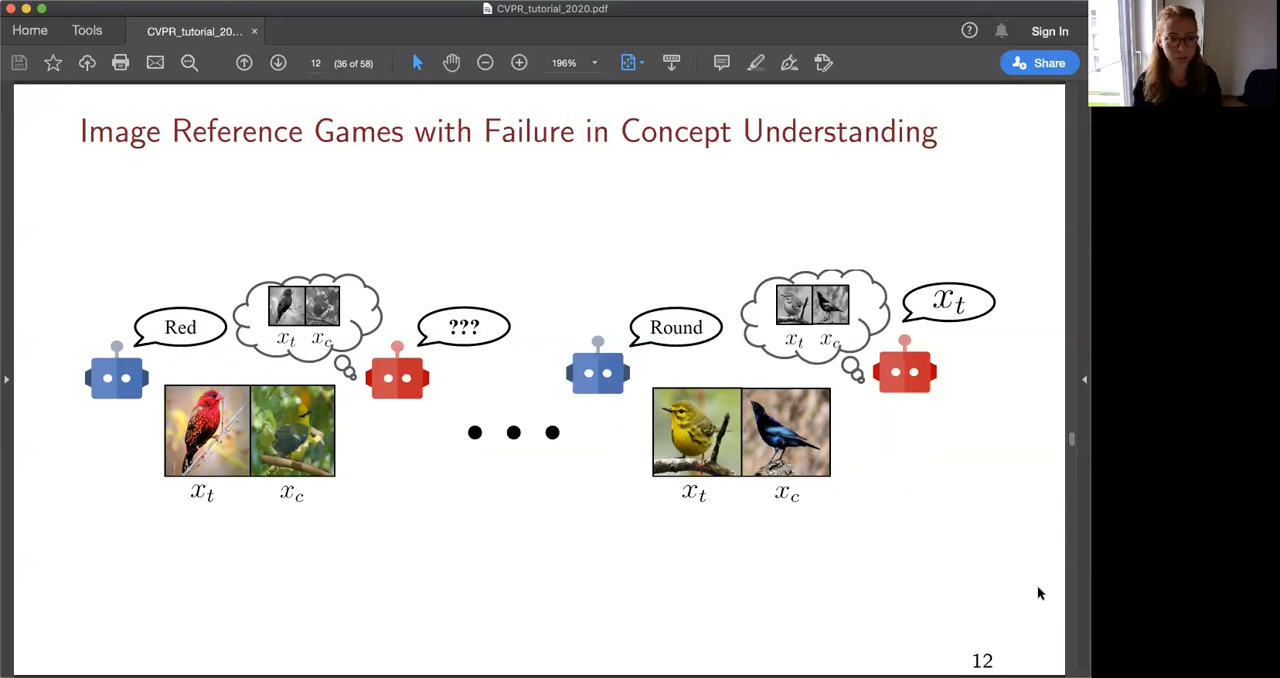 CVPR_tutorial_2020.pdf
Home Tools CVPR_tutorial_20... × Sign In
12 (36 of 58) 196% Share
Image Reference Games with Failure in Concept Understanding
Red
x_t x_c
???
x_t x_c
Round
x_t x_c
x_t
x_t x_c
12